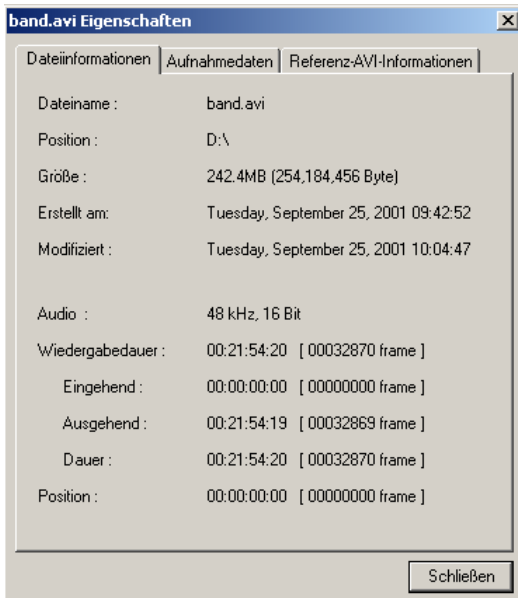 band.avi Eigenschaften
Dateiinformationen Aufnahmedaten Referenz-AVI-Informationen
Dateiname : band.avi
Position : D:\
Größe : 242.4MB (254,184,456 Byte)
Erstellt am: Tuesday, September 25, 2001 09:42:52
Modifiziert : Tuesday, September 25, 2001 10:04:47
Audio : 48 kHz, 16 Bit
Wiedergabedauer : 00:21:54:20 [ 00032870 frame ]
Eingehend : 00:00:00:00 [ 00000000 frame ]
Ausgehend : 00:21:54:19 [ 00032869 frame ]
Dauer : 00:21:54:20 [ 00032870 frame ]
Position : 00:00:00:00 [ 00000000 frame ]
Schließen